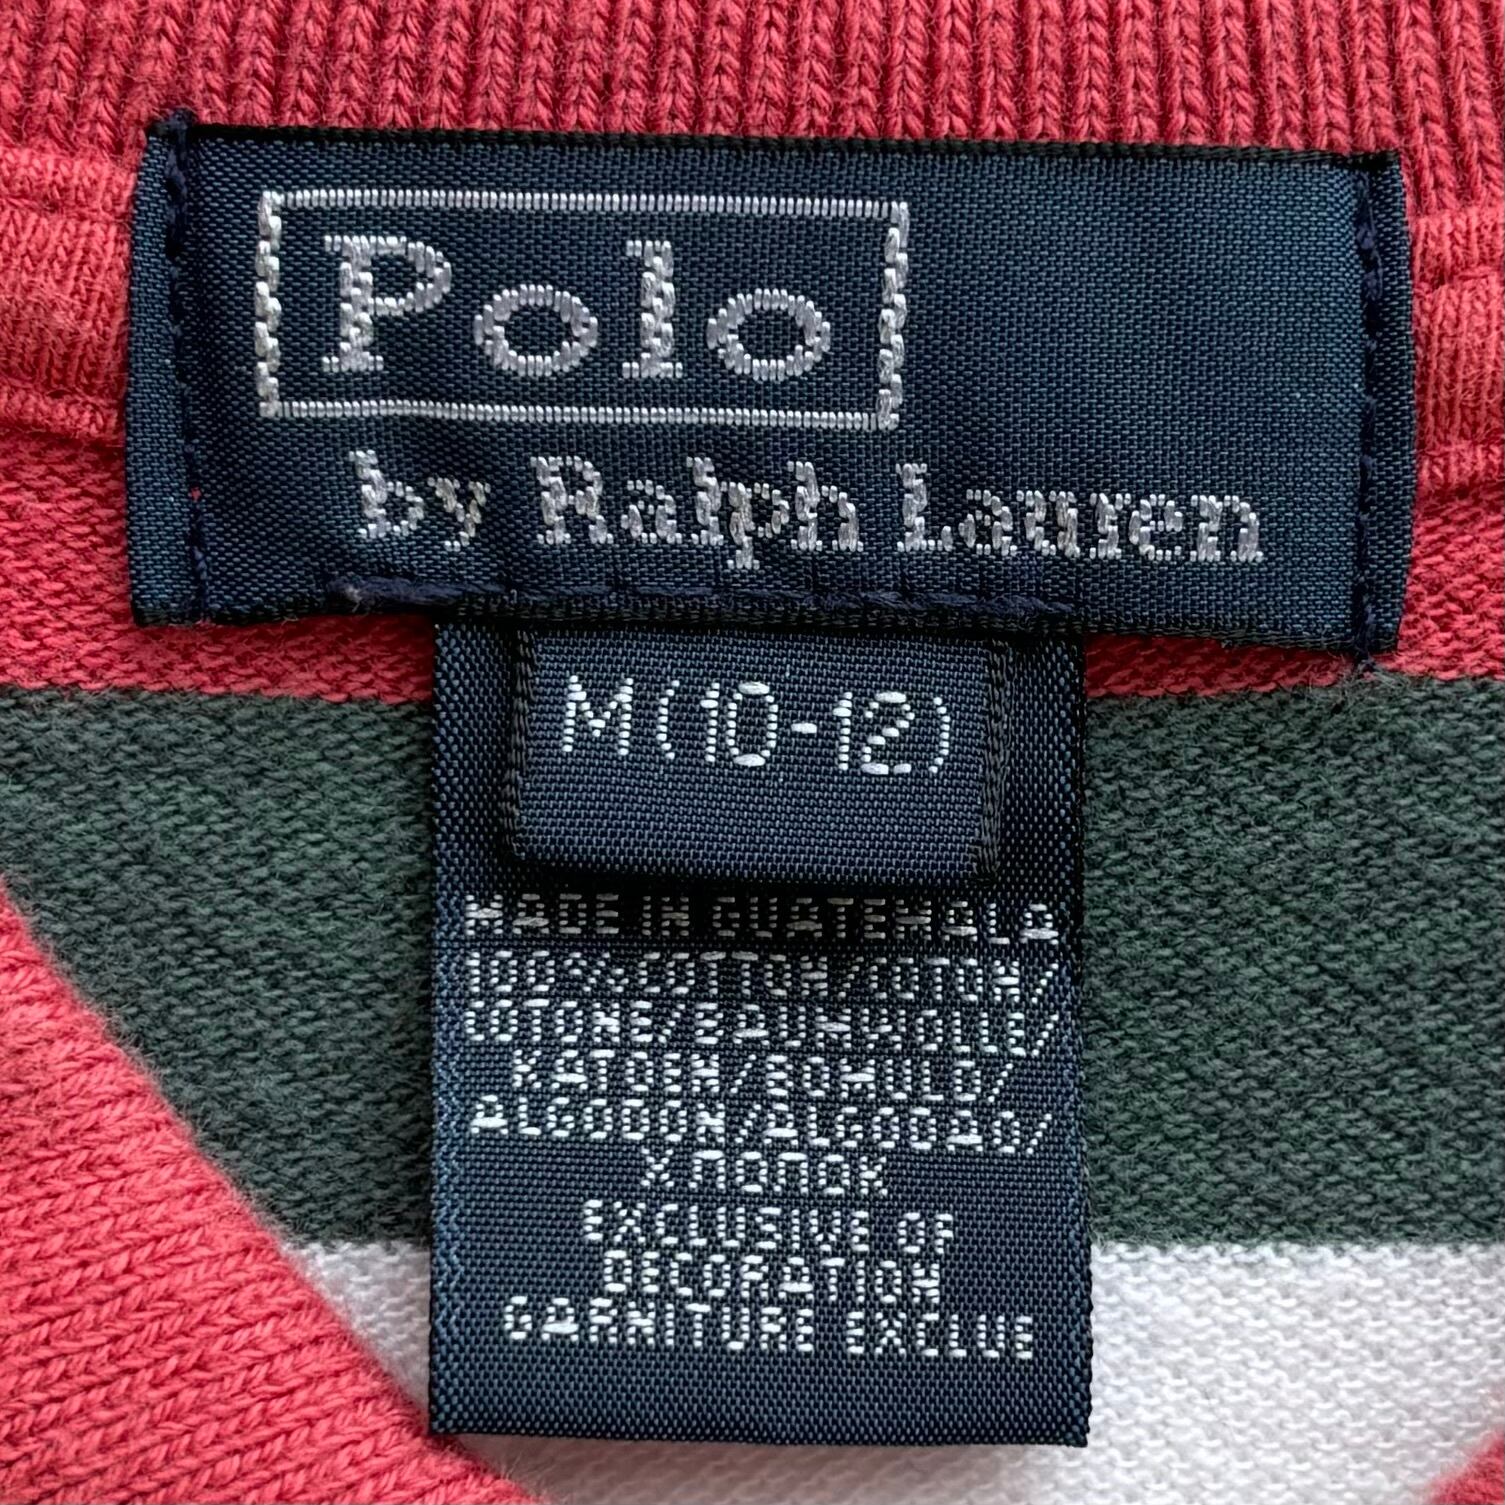 Polo
by Ralph Lauren
M (10-12)
MADE IN GUATEMALA
100% COTTON/COTON/
COTONE/BAUMWOLLE/
KATOEN/BOMULD/
ALGODON/ALGODAO/
ХЛОПОК
EXCLUSIVE OF
DECORATION
GARNITURE EXCLUE